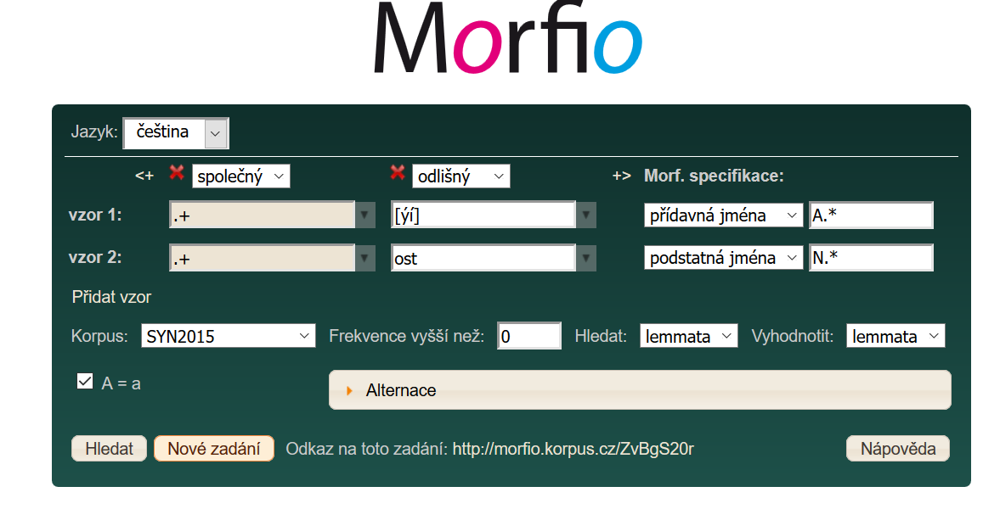 Morfio
Jazyk: čeština
<+ společný odlišný +> Morf. specifikace:
vzor 1: .+ [ýí] přídavná jména A.*
vzor 2: .+ ost podstatná jména N.*
Přidat vzor
Korpus: SYN2015 Frekvence vyšší než: 0 Hledat: lemmata Vyhodnotit: lemmata
A = a Alternace
Hledat Nové zadání Odkaz na toto zadání: http://morfio.korpus.cz/ZvBgS20r Nápověda